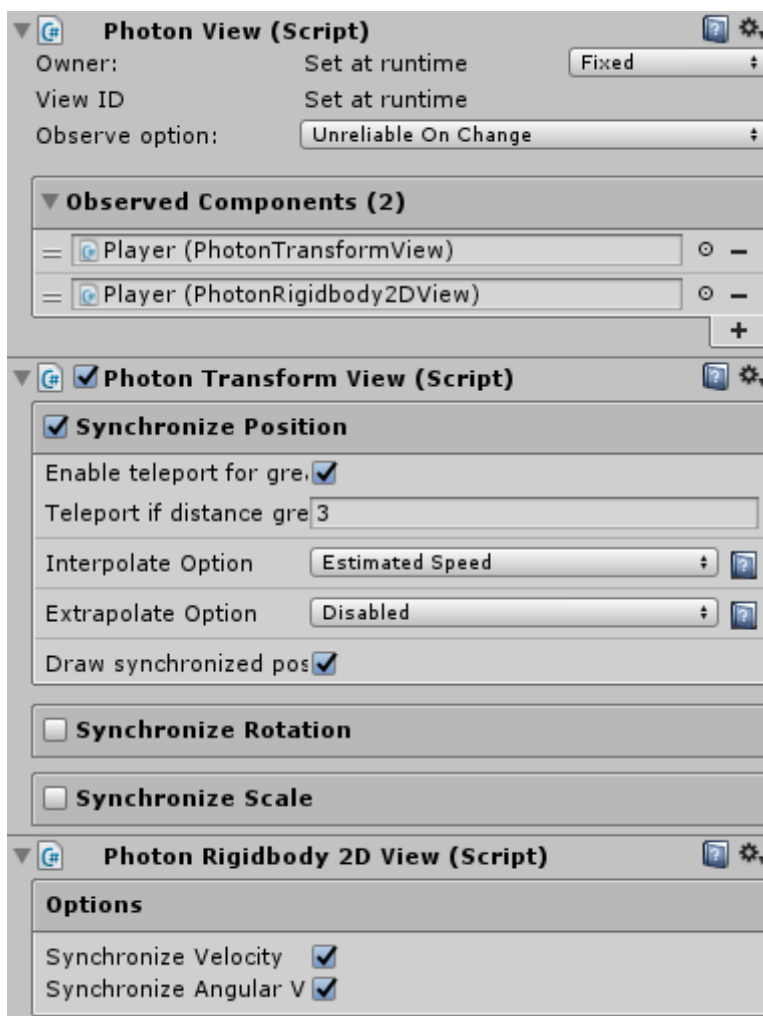 Photon View (Script)
Owner: Set at runtime Fixed
View ID Set at runtime
Observe option: Unreliable On Change
Observed Components (2)
Player (PhotonTransformView)
Player (PhotonRigidbody2DView)
Photon Transform View (Script)
Synchronize Position
Enable teleport for gre
Teleport if distance gre 3
Interpolate Option Estimated Speed
Extrapolate Option Disabled
Draw synchronized pos
Synchronize Rotation
Synchronize Scale
Photon Rigidbody 2D View (Script)
Options
Synchronize Velocity
Synchronize Angular V